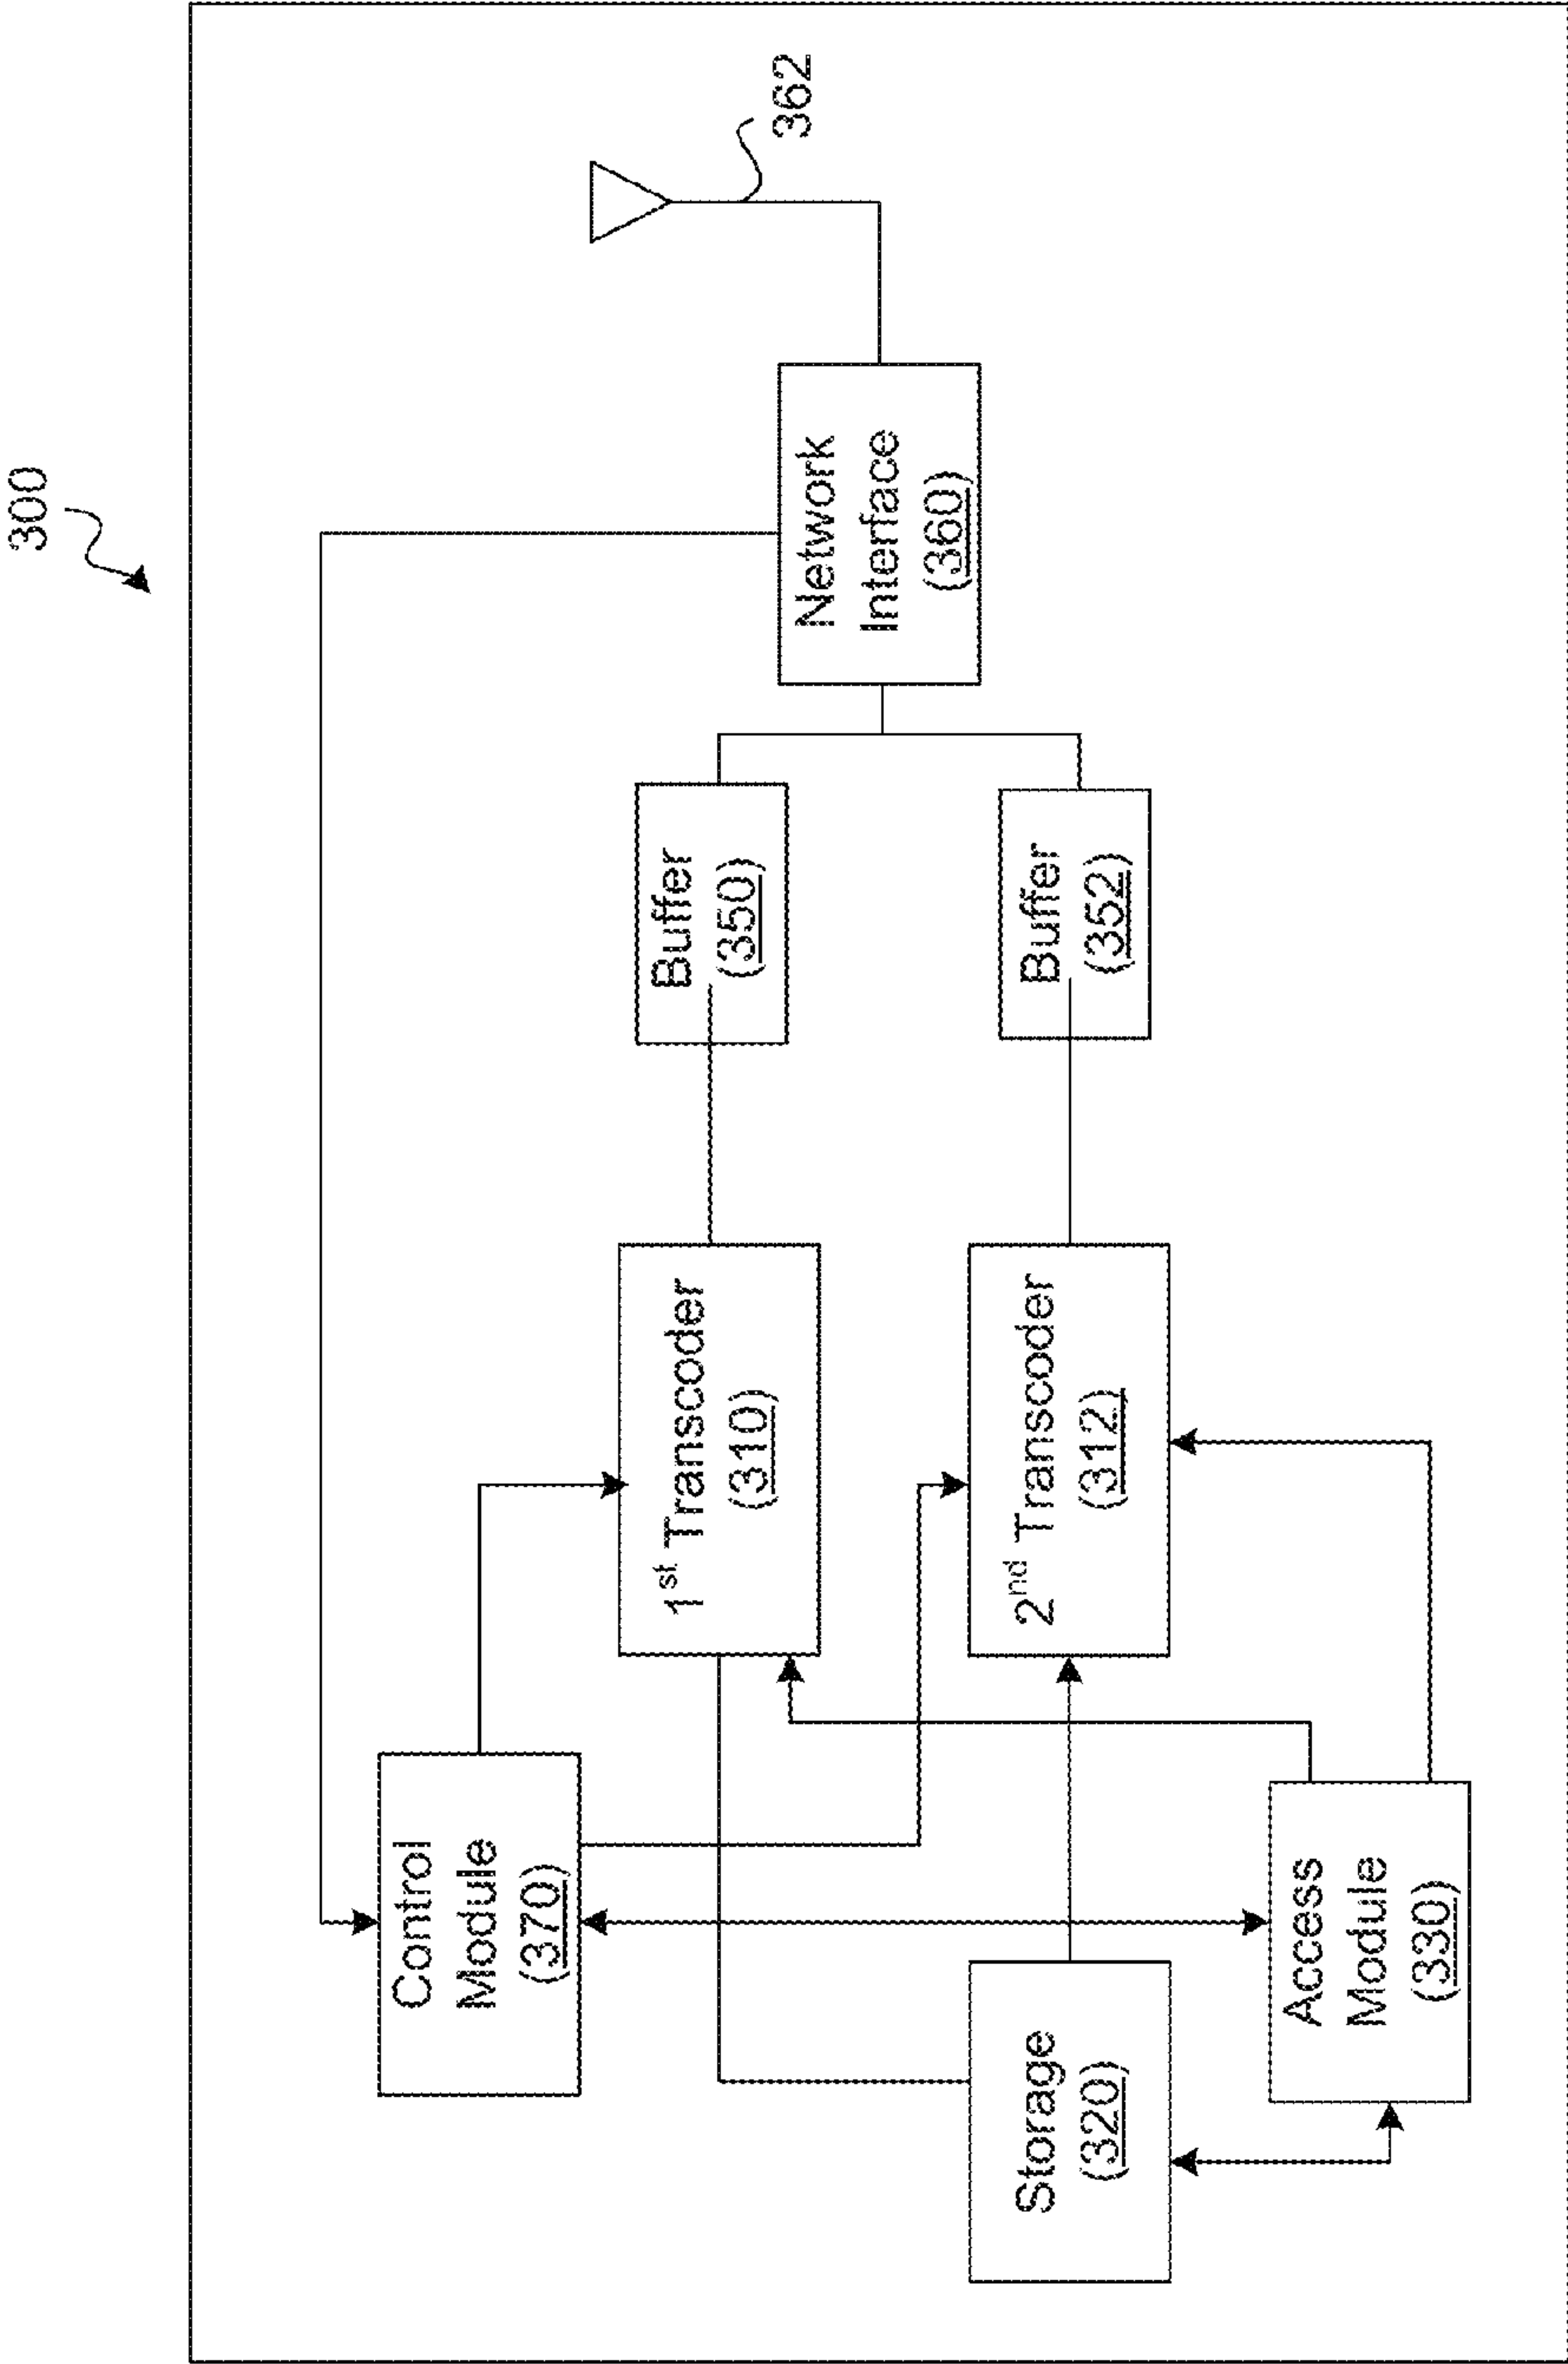 300
Control
Module
(370)
1st Transcoder
(310)
Buffer
(350)
Network
Interface
(360)
362
Storage
(320)
2nd Transcoder
(312)
Buffer
(352)
Access
Module
(330)